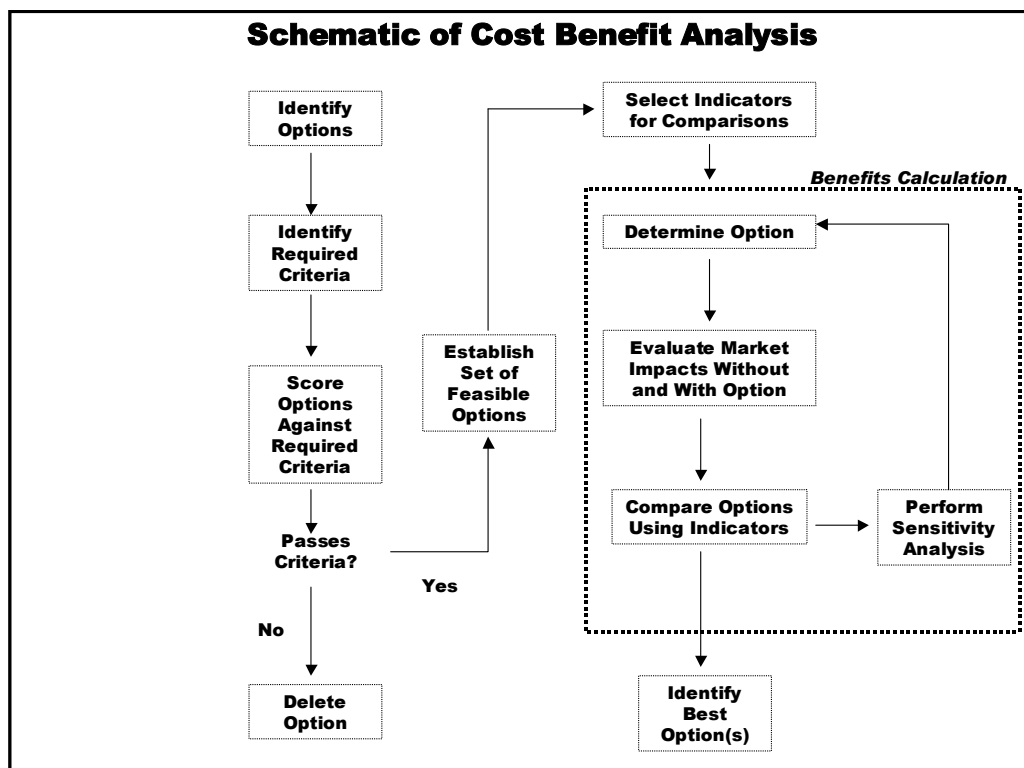 Schematic of Cost Benefit Analysis
Identify
Options
Identify
Required
Criteria
Score
Options
Against
Required
Criteria
Passes
Criteria?
No
Delete
Option
Yes
Establish
Set of
Feasible
Options
Select Indicators
for Comparisons
Benefits Calculation
Determine Option
Evaluate Market
Impacts Without
and With Option
Compare Options
Using Indicators
Perform
Sensitivity
Analysis
Identify
Best
Option(s)